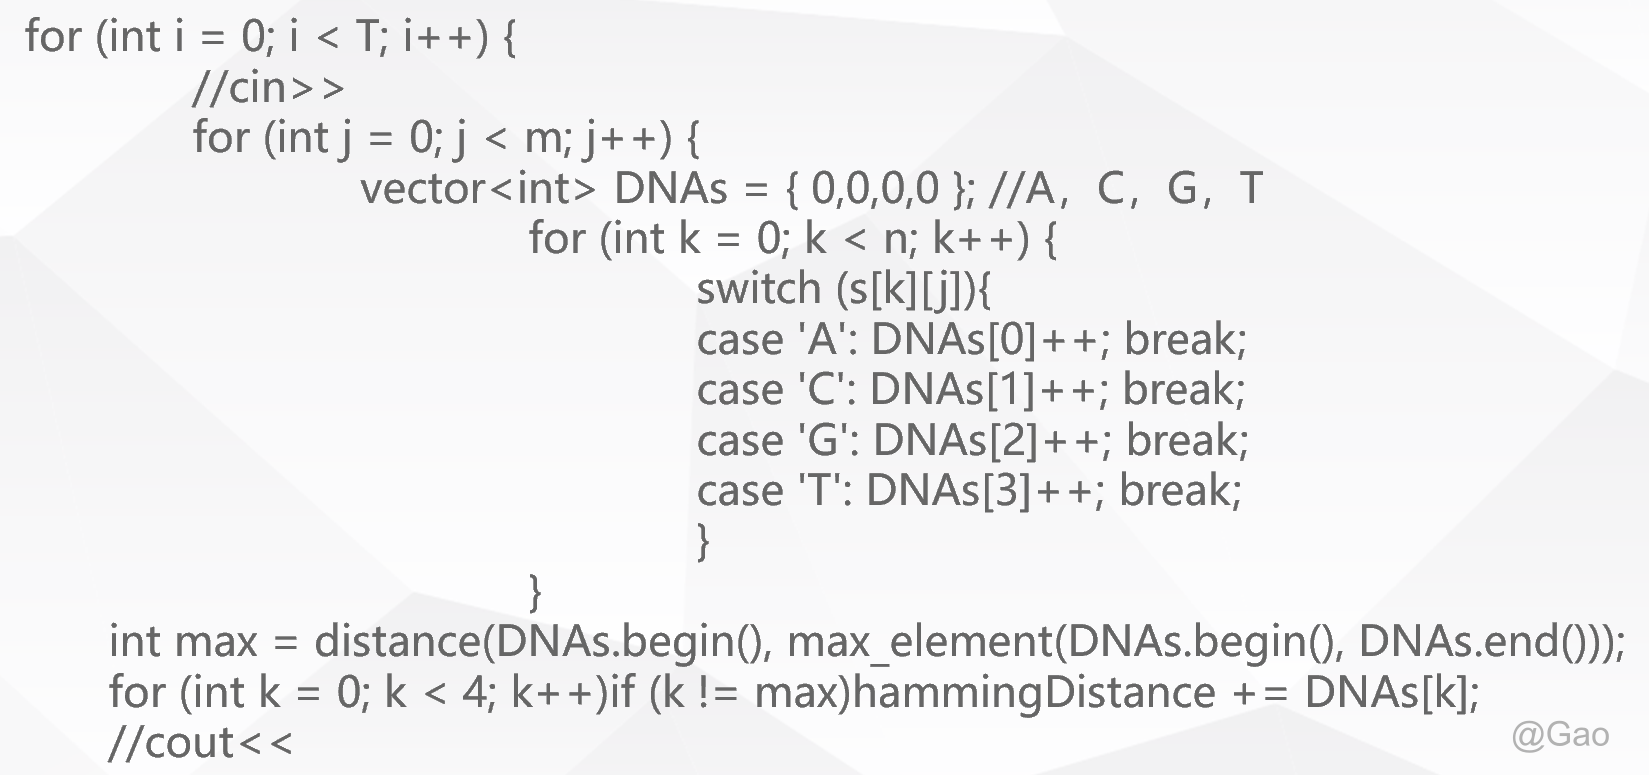 for (int i = 0; i < T; i++) {
//cin>>
for (int j = 0; j < m; j++) {
vector<int> DNAs = { 0,0,0,0 }; //A， C， G， T
for (int k = 0; k < n; k++) {
switch (s[k][j]){
case 'A': DNAs[0]++; break;
case 'C': DNAs[1]++; break;
case 'G': DNAs[2]++; break;
case 'T': DNAs[3]++; break;
}
}
int max = distance(DNAs.begin(), max_element(DNAs.begin(), DNAs.end()));
for (int k = 0; k < 4; k++)if (k != max)hammingDistance += DNAs[k];
//cout<<
@Gao